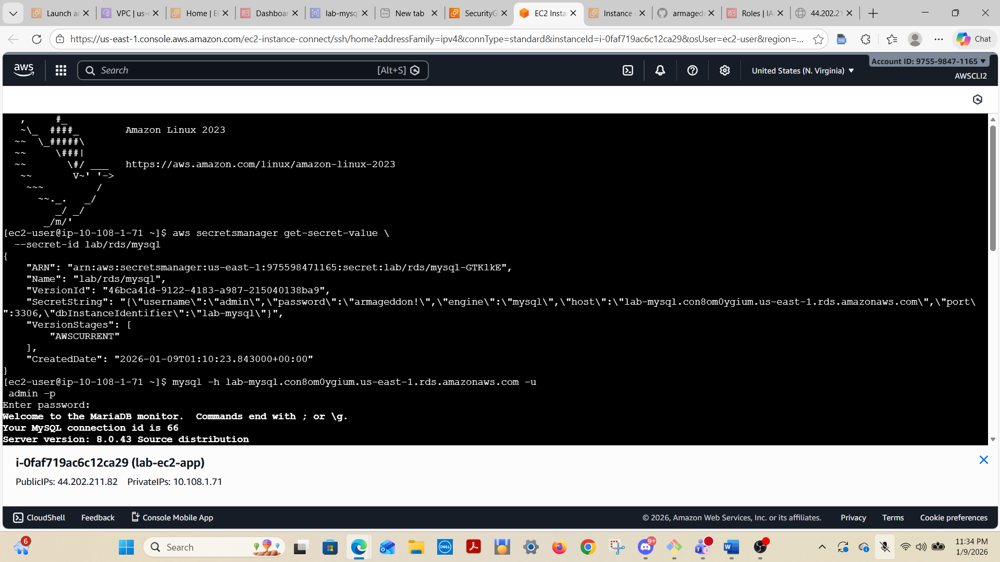 Launch an
VPC | us-e
Home | EC
Dashboar
lab-mysq
New tab
SecurityG
EC2 Insta
Instance
armagedd
Roles | IA
44.202.21
https://us-east-1.console.aws.amazon.com/ec2-instance-connect/ssh/home?addressFamily=ipv4&connType=standard&instanceId=i-0faf719ac6c12ca29&osUser=ec2-user&region=...
Chat
aws
Search
[Alt+S]
United States (N. Virginia)
Account ID: 9755-9847-1165
AWSCLI2
   ,     #_
   ~\_  ####_        Amazon Linux 2023
  ~~  \_#####\
  ~~     \###|
  ~~       \#/ ___   https://aws.amazon.com/linux/amazon-linux-2023
   ~~       V~' '->
    ~~~         /
      ~~._.   _/
         _/ _/
       _/m/'
[ec2-user@ip-10-108-1-71 ~]$ aws secretsmanager get-secret-value \
  --secret-id lab/rds/mysql
{
    "ARN": "arn:aws:secretsmanager:us-east-1:975598471165:secret:lab/rds/mysql-GTK1kE",
    "Name": "lab/rds/mysql",
    "VersionId": "46bca41d-9122-4183-a987-215040138ba9",
    "SecretString": "{\"username\":\"admin\",\"password\":\"armageddon!\",\"engine\":\"mysql\",\"host\":\"lab-mysql.con8om0ygium.us-east-1.rds.amazonaws.com\",\"port\
":3306,\"dbInstanceIdentifier\":\"lab-mysql\"}",
    "VersionStages": [
        "AWSCURRENT"
    ],
    "CreatedDate": "2026-01-09T01:10:23.843000+00:00"
}
[ec2-user@ip-10-108-1-71 ~]$ mysql -h lab-mysql.con8om0ygium.us-east-1.rds.amazonaws.com -u
 admin -p
Enter password:
Welcome to the MariaDB monitor.  Commands end with ; or \g.
Your MySQL connection id is 66
Server version: 8.0.43 Source distribution
i-0faf719ac6c12ca29 (lab-ec2-app)
PublicIPs: 44.202.211.82    PrivateIPs: 10.108.1.71
CloudShell
Feedback
Console Mobile App
© 2026, Amazon Web Services, Inc. or its affiliates.
Privacy
Terms
Cookie preferences
6
Search
DELL
9+
11:34 PM
1/9/2026